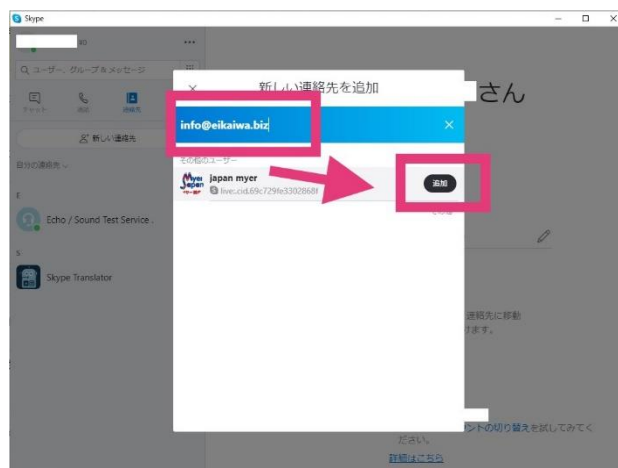 Skype
新しい連絡先を追加
さん
ユーザー、グループ & メッセージ
info@eikaiwa.biz
チャット 通話 連絡先
新しい連絡先
その他のユーザー
自分の連絡先
Myer Japan
japan myer
live:.cid.69c729fe3302868f
追加
E
Echo / Sound Test Service .
S
Skype Translator
連絡先に移動
けます。
ントの切り替えを試してみてく
ださい。
詳細はこちら